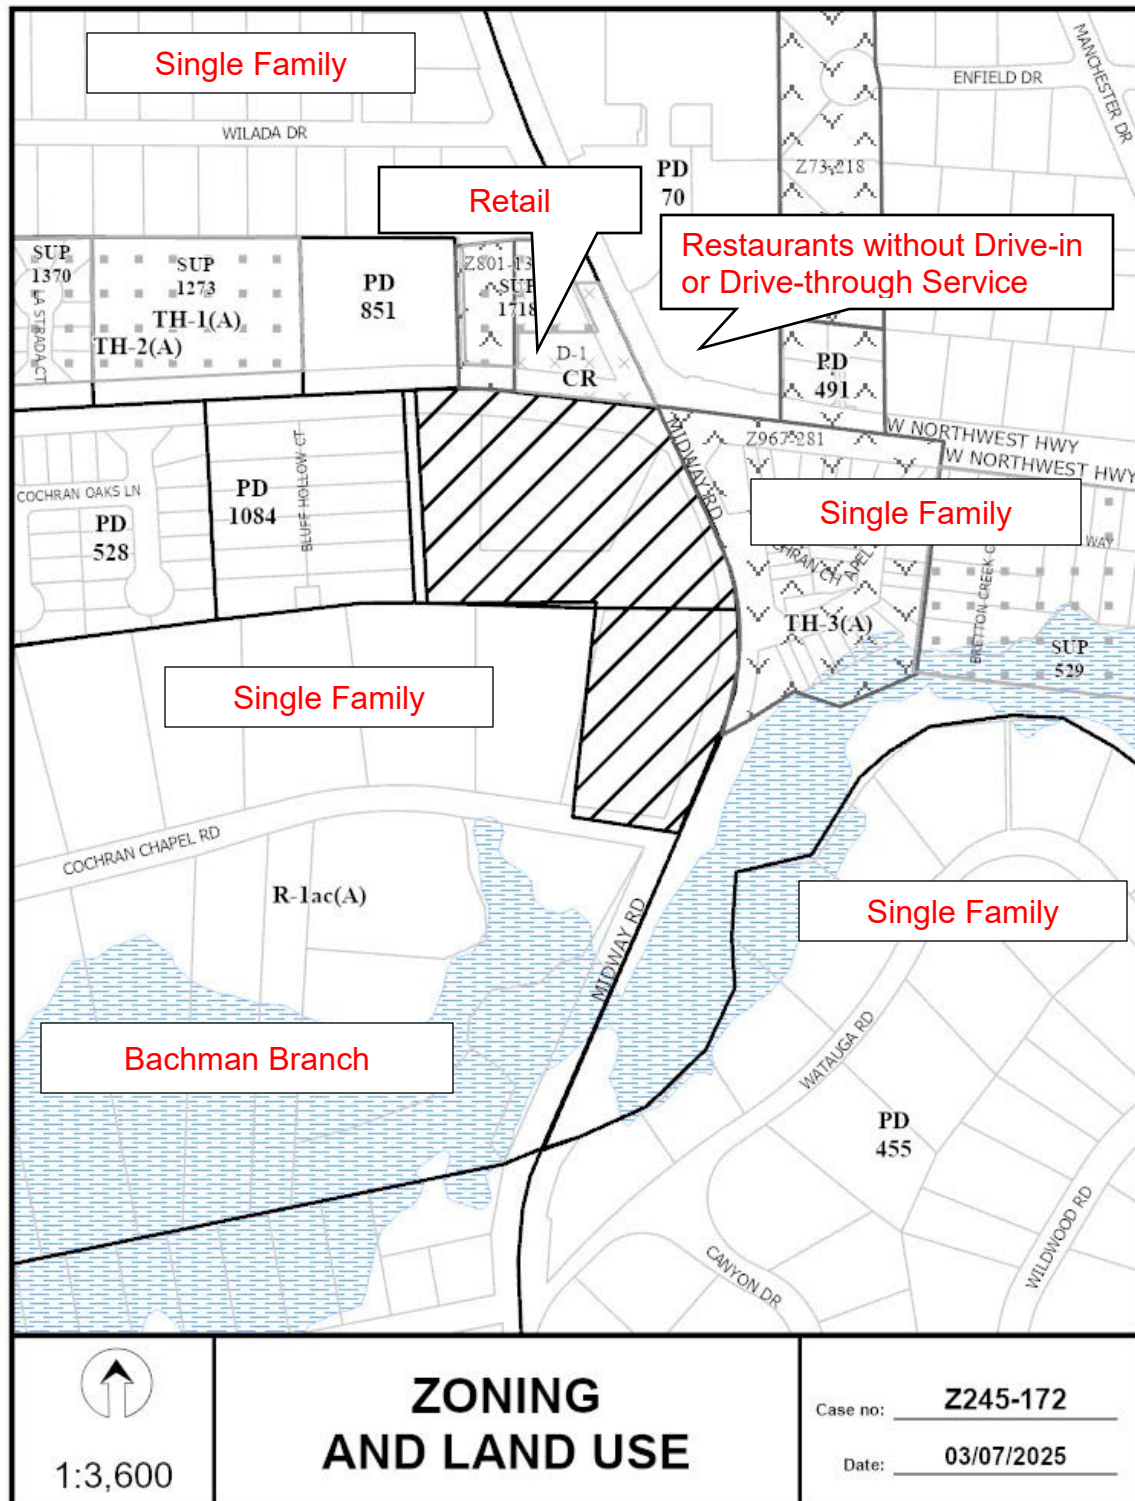 Single Family
ENFIELD DR
MANCHESTER DR
WILADA DR
PD
70
Z73-218
Retail
Restaurants without Drive-in
or Drive-through Service
SUP
1370
SUP
1273
TH-1(A)
TH-2(A)
LA STRADA CT
PD
851
Z801-13
SUP
1718
D-1
CR
PD
491
W NORTHWEST HWY
W NORTHWEST HWY
Z967-281
MIDWAY RD
COCHRAN OAKS LN
PD
528
PD
1084
BLUFF HOLLOW CT
Single Family
WAY
BRETTON CREEK C
TH-3(A)
SUP
529
Single Family
COCHRAN CHAPEL RD
R-1ac(A)
MIDWAY RD
Single Family
Bachman Branch
WATAUGA RD
PD
455
WILDWOOD RD
CANYON DR
1:3,600
ZONING
AND LAND USE
Case no: Z245-172
Date: 03/07/2025